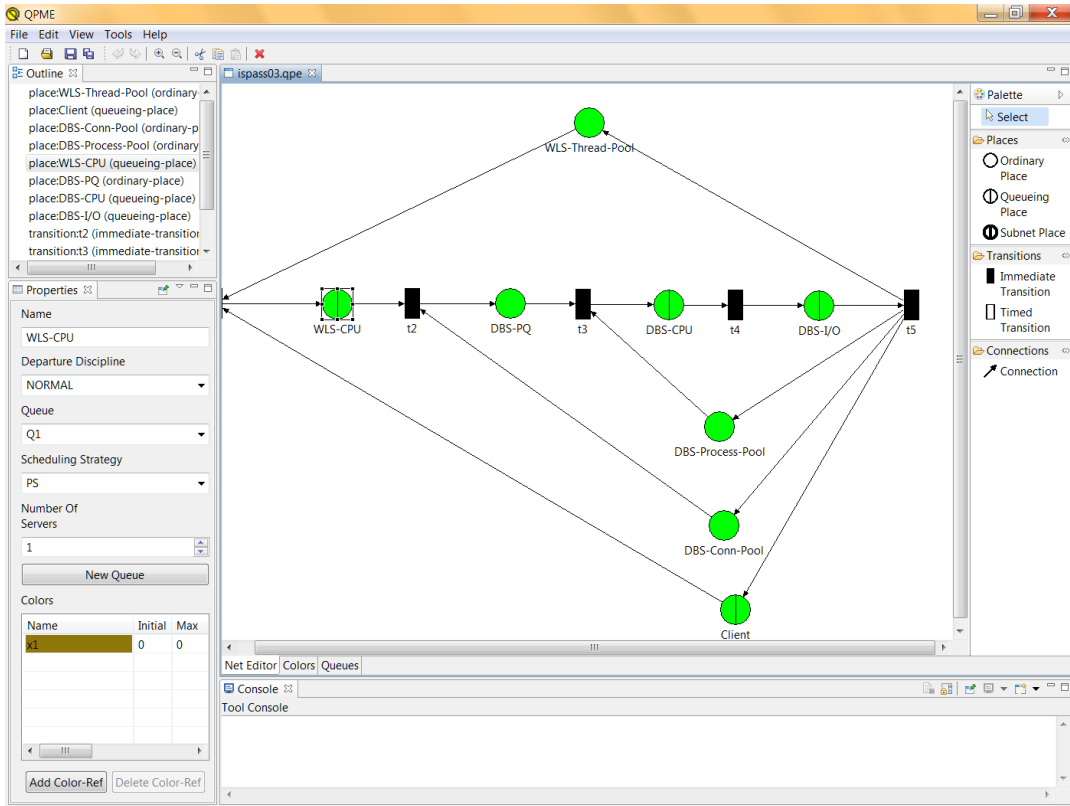 QPME
File Edit View Tools Help
Outline
place:WLS-Thread-Pool (ordinary-
place:Client (queueing-place)
place:DBS-Conn-Pool (ordinary-p
place:DBS-Process-Pool (ordinary
place:WLS-CPU (queueing-place)
place:DBS-PQ (ordinary-place)
place:DBS-CPU (queueing-place)
place:DBS-I/O (queueing-place)
transition:t2 (immediate-transition
transition:t3 (immediate-transition
Properties
Name
WLS-CPU
Departure Discipline
NORMAL
Queue
Q1
Scheduling Strategy
PS
Number Of
Servers
1
New Queue
Colors
Name Initial Max
x1 0 0
Add Color-Ref Delete Color-Ref
ispass03.qpe
WLS-Thread-Pool
WLS-CPU t2 DBS-PQ t3 DBS-CPU t4 DBS-I/O t5
DBS-Process-Pool
DBS-Conn-Pool
Client
Net Editor Colors Queues
Console
Tool Console
Palette
Select
Places
Ordinary
Place
Queueing
Place
Subnet Place
Transitions
Immediate
Transition
Timed
Transition
Connections
Connection